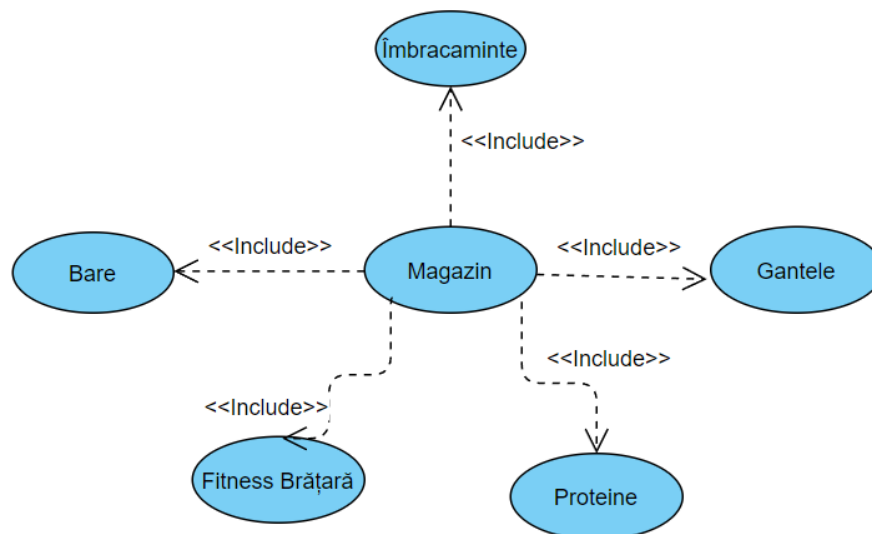 Îmbracaminte
<<Include>>
<<Include>>
<<Include>>
Bare
Magazin
Gantele
<<Include>>
<<Include>>
Fitness Brățară
Proteine